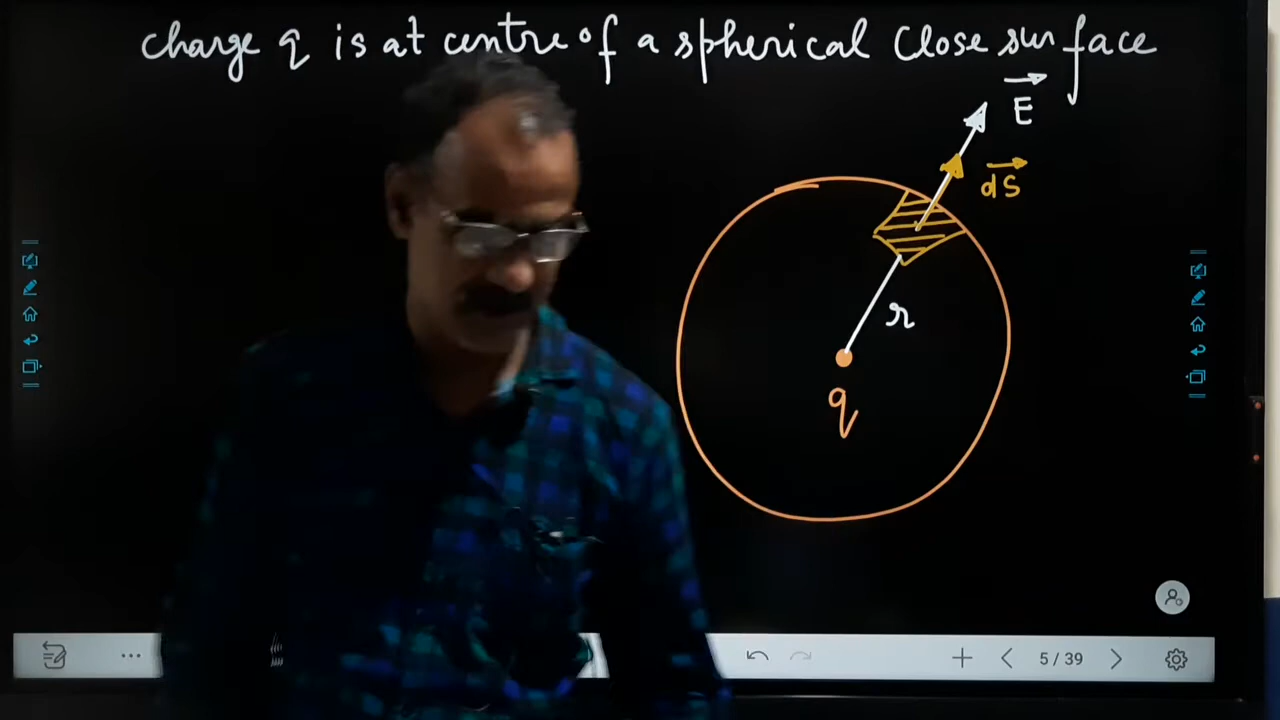 charge q is at centre of a spherical close surface
E
dS
r
q
5 / 39